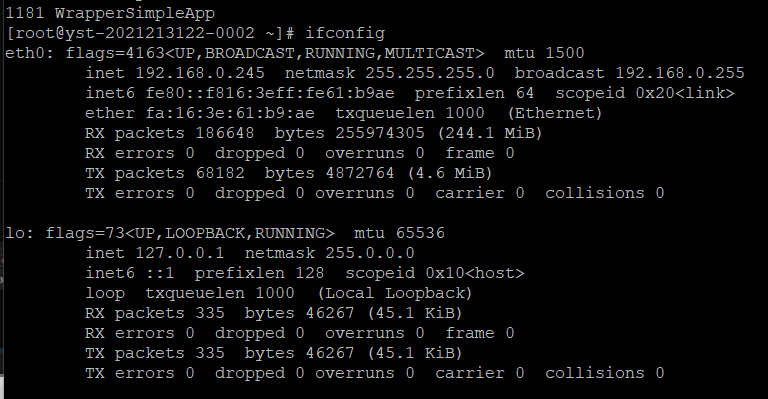 1181 WrapperSimpleApp
[root@yst-2021213122-0002 ~]# ifconfig
eth0: flags=4163<UP,BROADCAST,RUNNING,MULTICAST>  mtu 1500
        inet 192.168.0.245  netmask 255.255.255.0  broadcast 192.168.0.255
        inet6 fe80::f816:3eff:fe61:b9ae  prefixlen 64  scopeid 0x20<link>
        ether fa:16:3e:61:b9:ae  txqueuelen 1000  (Ethernet)
        RX packets 186648  bytes 255974305 (244.1 MiB)
        RX errors 0  dropped 0  overruns 0  frame 0
        TX packets 68182  bytes 4872764 (4.6 MiB)
        TX errors 0  dropped 0 overruns 0  carrier 0  collisions 0

lo: flags=73<UP,LOOPBACK,RUNNING>  mtu 65536
        inet 127.0.0.1  netmask 255.0.0.0
        inet6 ::1  prefixlen 128  scopeid 0x10<host>
        loop  txqueuelen 1000  (Local Loopback)
        RX packets 335  bytes 46267 (45.1 KiB)
        RX errors 0  dropped 0  overruns 0  frame 0
        TX packets 335  bytes 46267 (45.1 KiB)
        TX errors 0  dropped 0 overruns 0  carrier 0  collisions 0